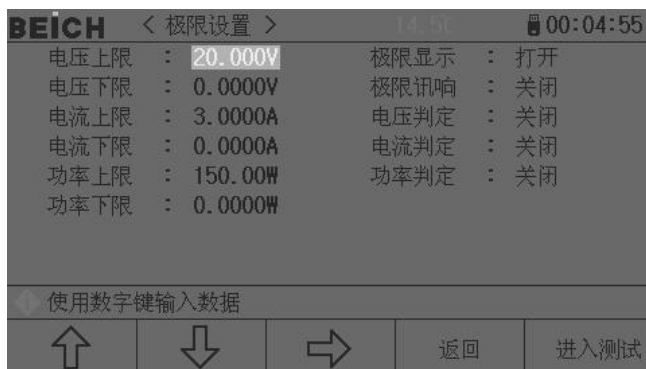 BEICH < 极限设置 > 14.5C 00:04:55
电压上限 : 20.000V 极限显示 : 打开
电压下限 : 0.0000V 极限讯响 : 关闭
电流上限 : 3.0000A 电压判定 : 关闭
电流下限 : 0.0000A 电流判定 : 关闭
功率上限 : 150.00W 功率判定 : 关闭
功率下限 : 0.0000W
使用数字键输入数据
返回 进入测试